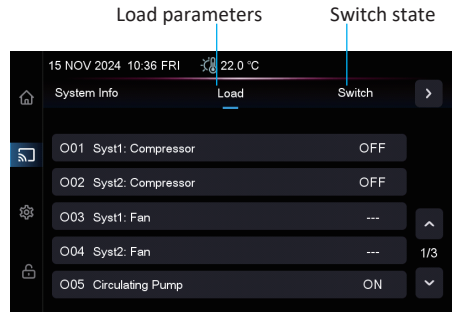 Load parameters Switch state
15 NOV 2024 10:36 FRI 22.0 ℃
System Info Load Switch
O01 Syst1: Compressor OFF
O02 Syst2: Compressor OFF
O03 Syst1: Fan ---
O04 Syst2: Fan ---
1/3
O05 Circulating Pump ON